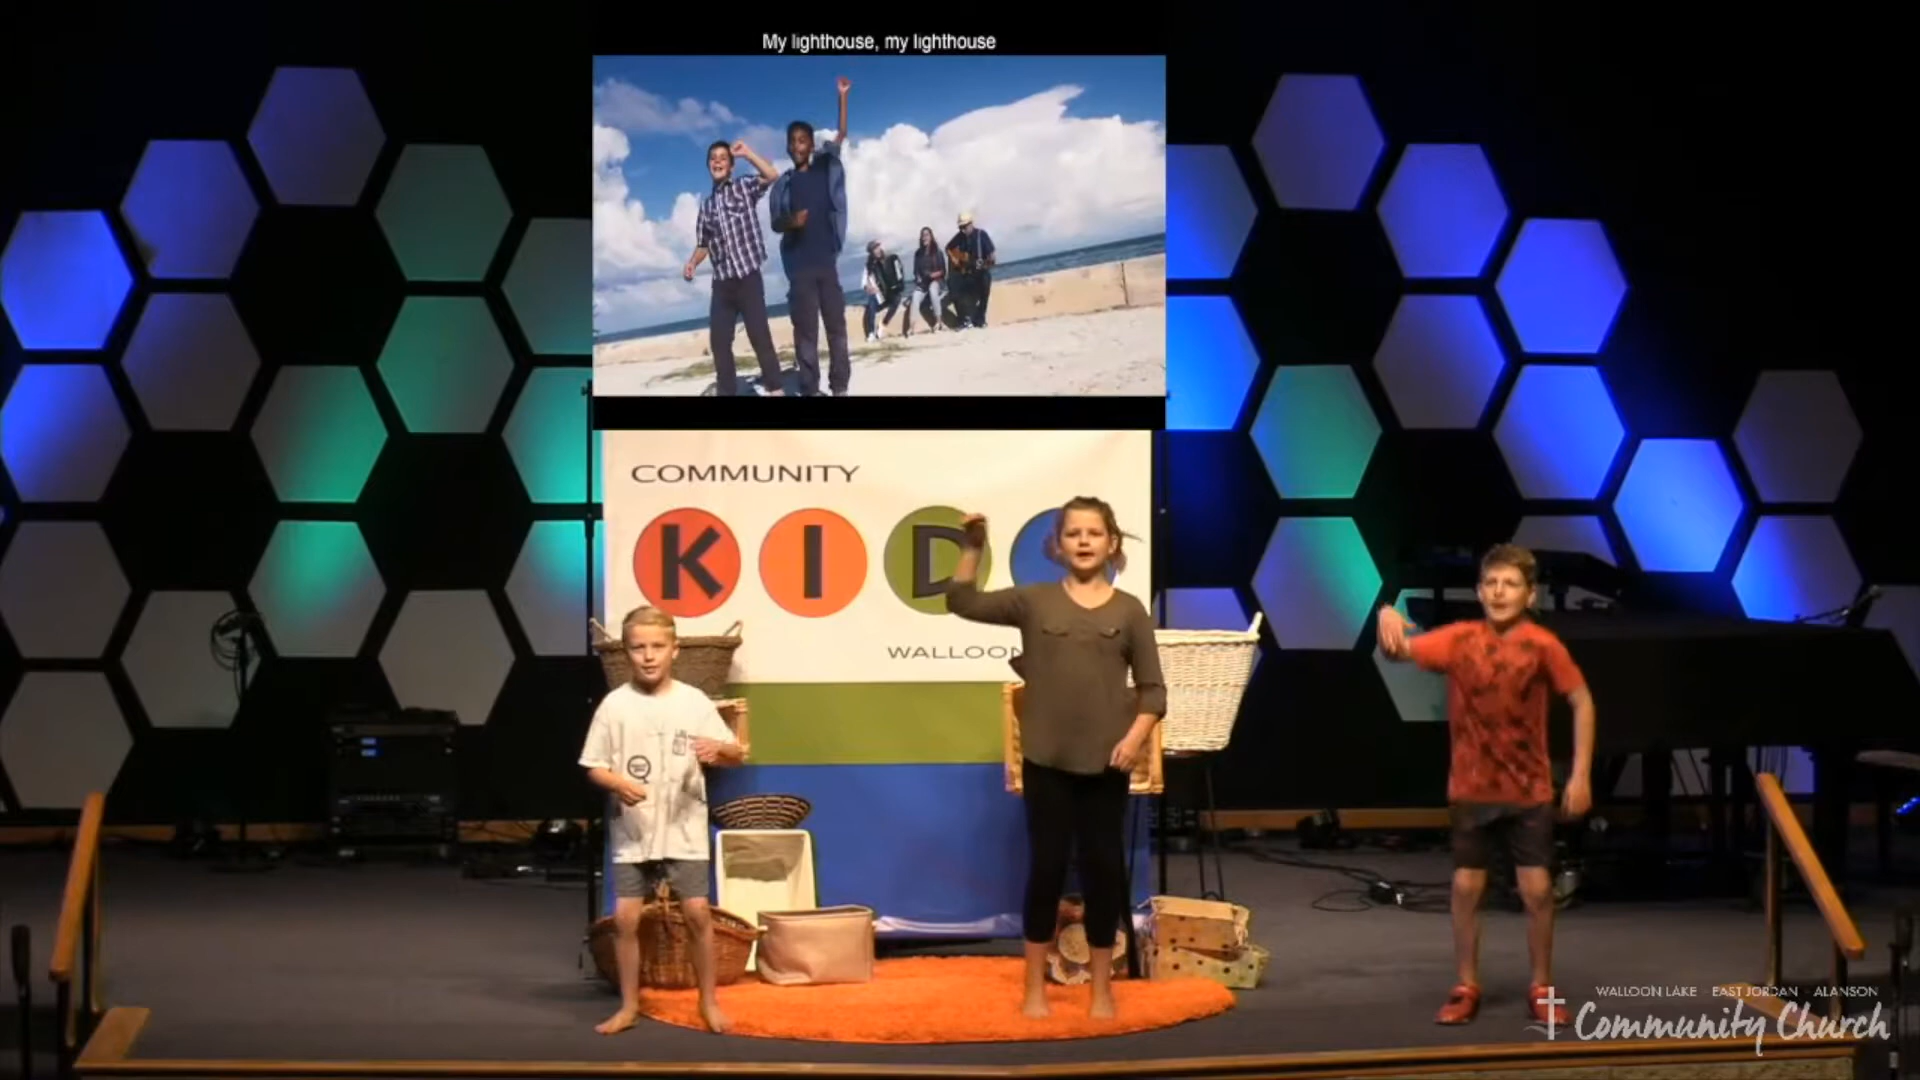 My lighthouse, my lighthouse
COMMUNITY
KID
WALLOON
WALLOON LAKE EAST JORDAN ALANSON
Community Church